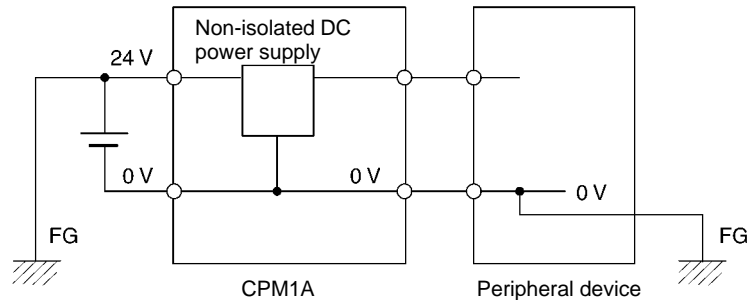 Non-isolated DC
power supply
24 V
0 V
0 V
0 V
FG
FG
CPM1A
Peripheral device